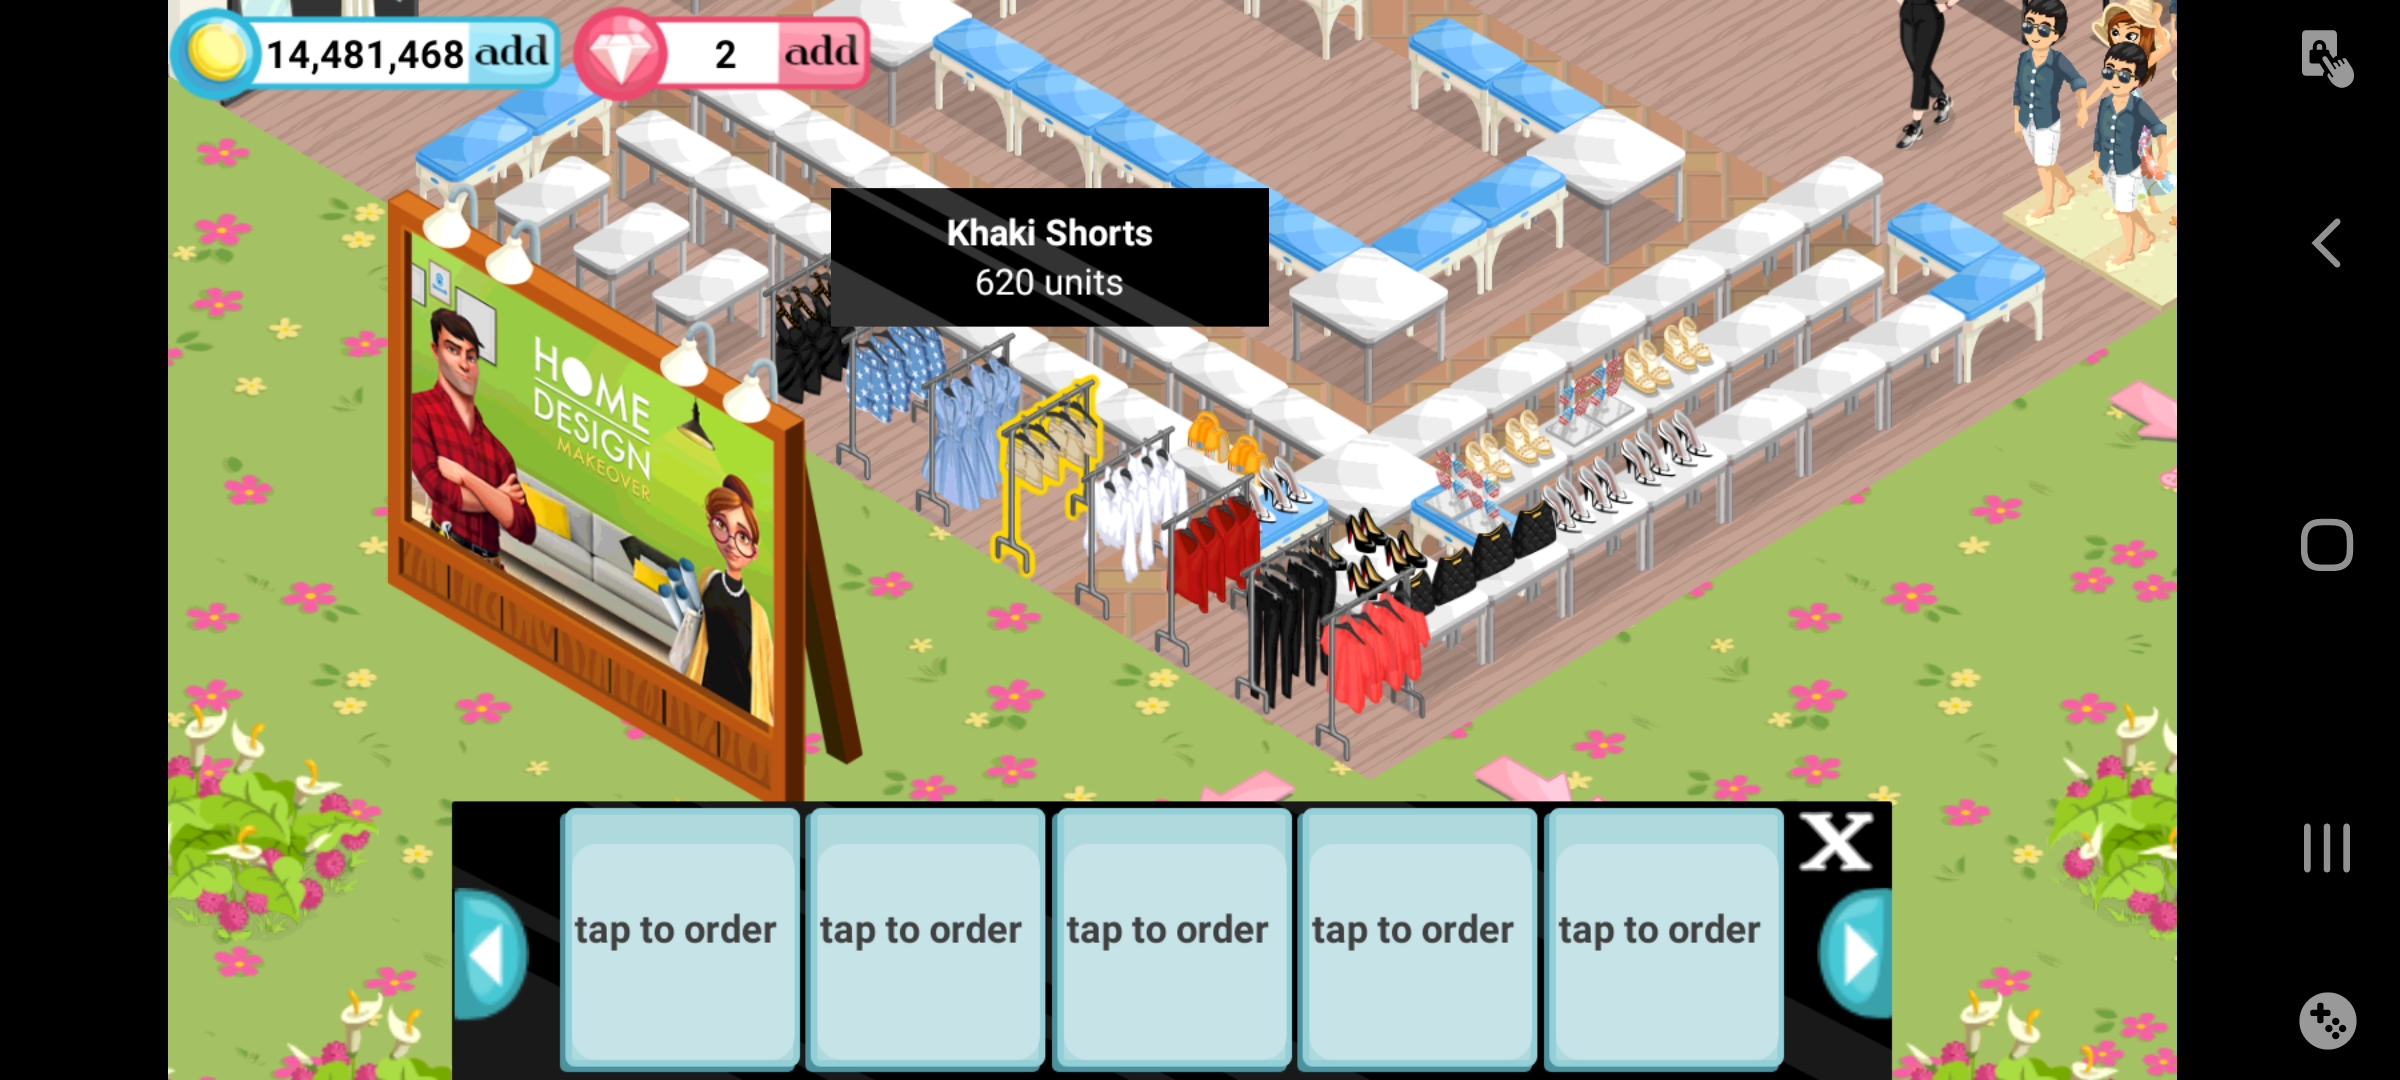 14,481,468 add
2 add
Khaki Shorts
620 units
HOME
DESIGN
MAKEOVER
X
tap to order
tap to order
tap to order
tap to order
tap to order